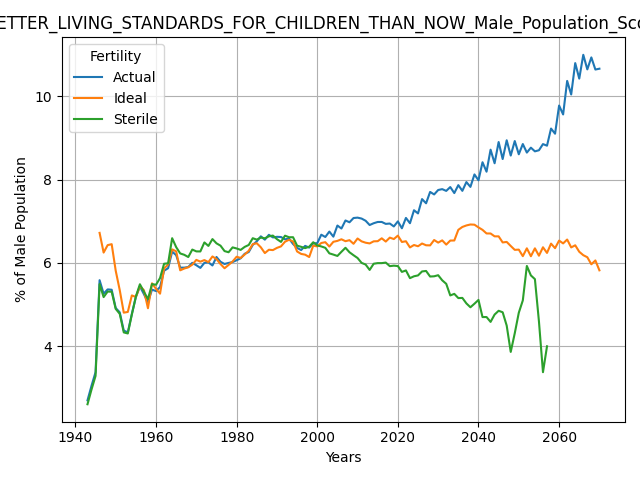 ETTER_LIVING_STANDARDS_FOR_CHILDREN_THAN_NOW_Male_Population_Sco
Fertility
Actual
Ideal
Sterile
10
8
6
4
% of Male Population
1940
1960
1980
2000
2020
2040
2060
Years